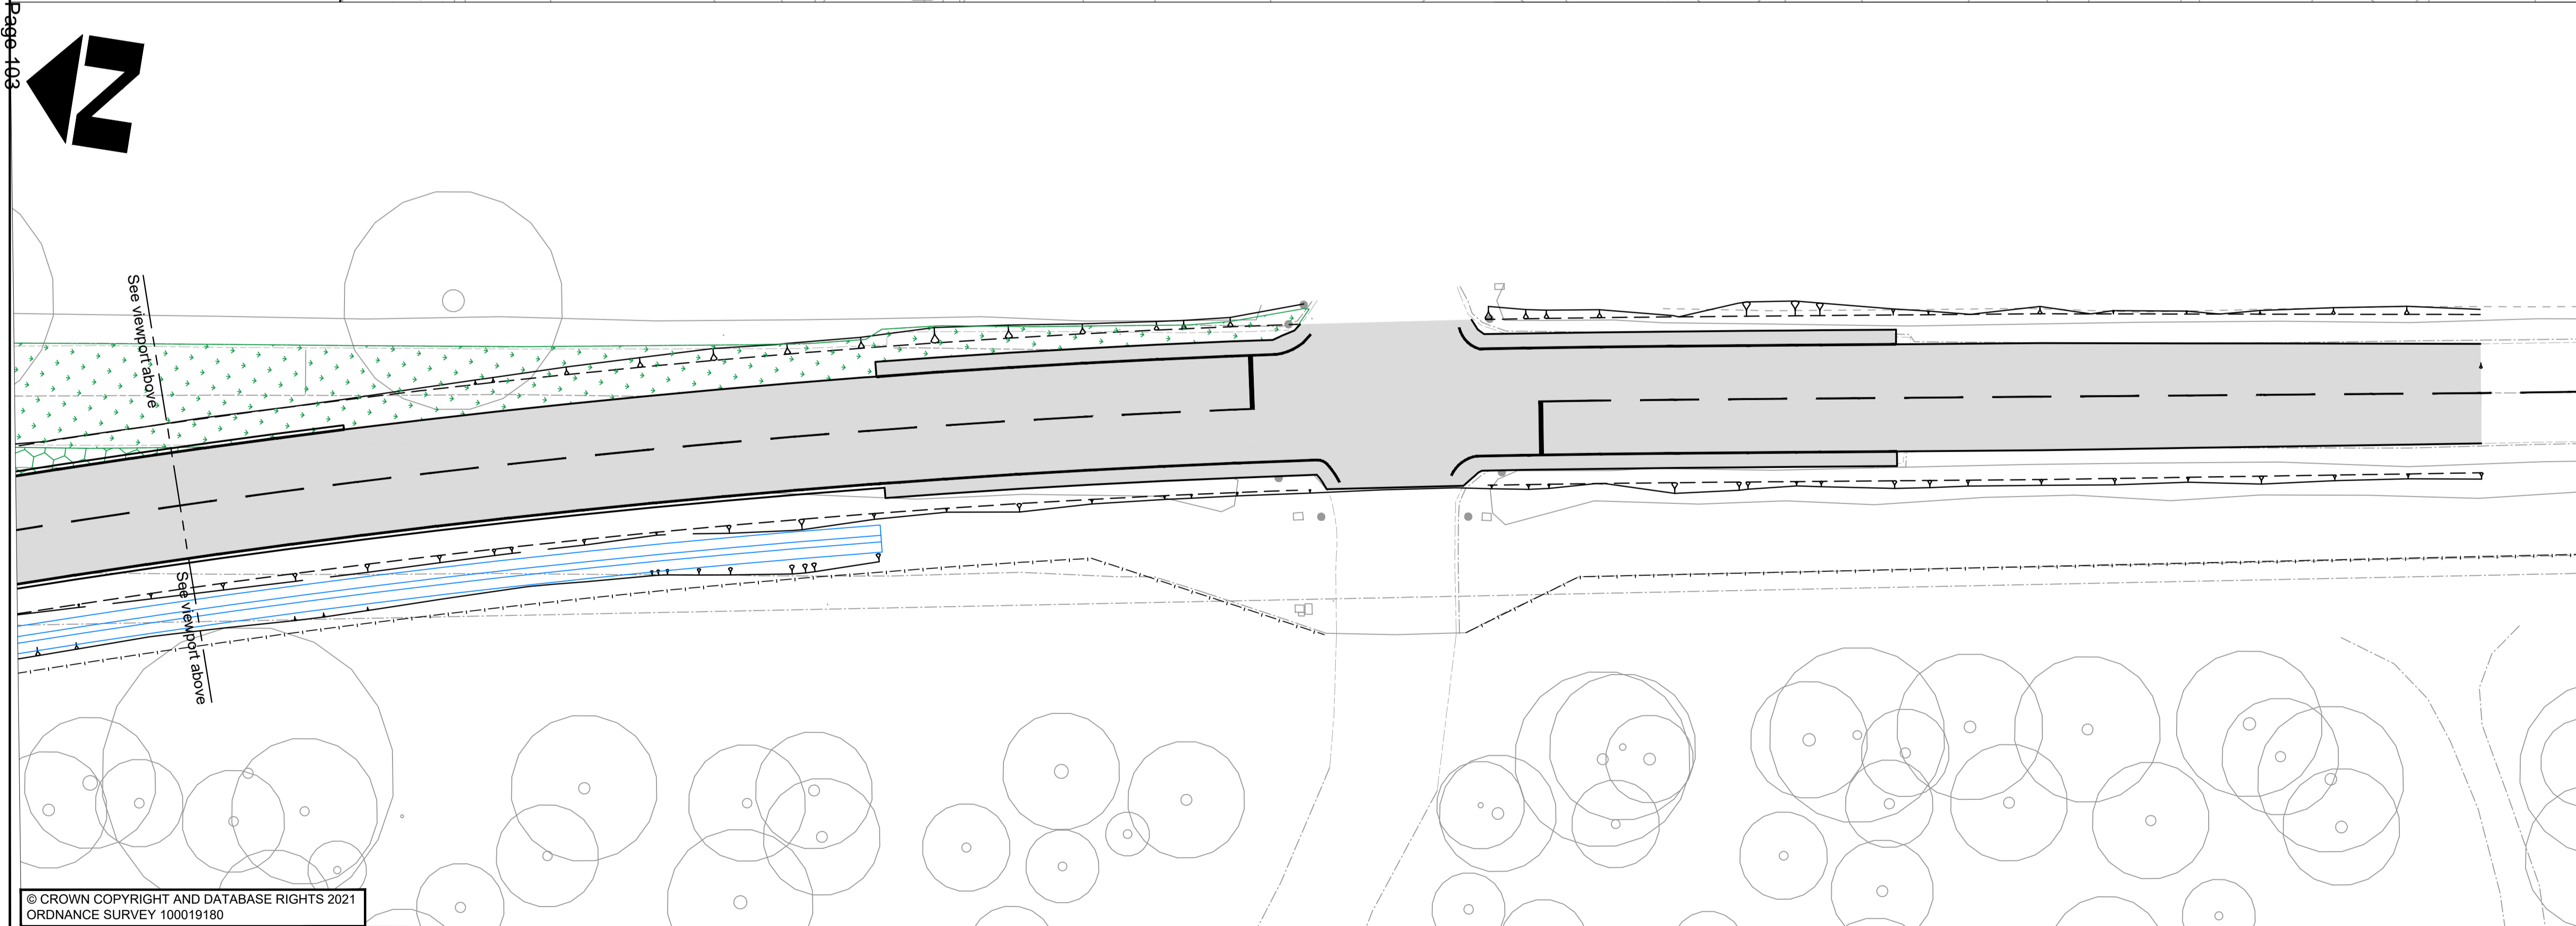 Page 103
N
See viewport above
See viewport above
© CROWN COPYRIGHT AND DATABASE RIGHTS 2021
ORDNANCE SURVEY 100019180